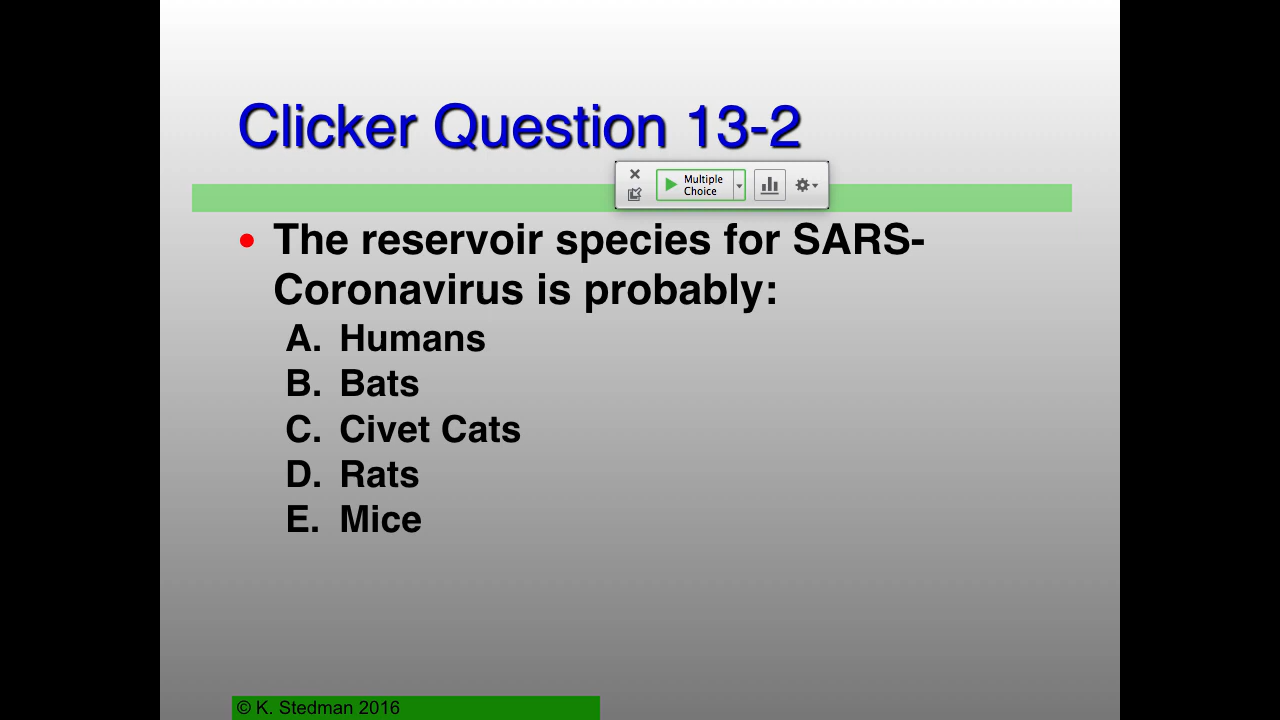 Clicker Question 13-2
Multiple
Choice
• The reservoir species for SARS-
Coronavirus is probably:
A. Humans
B. Bats
C. Civet Cats
D. Rats
E. Mice
© K. Stedman 2016